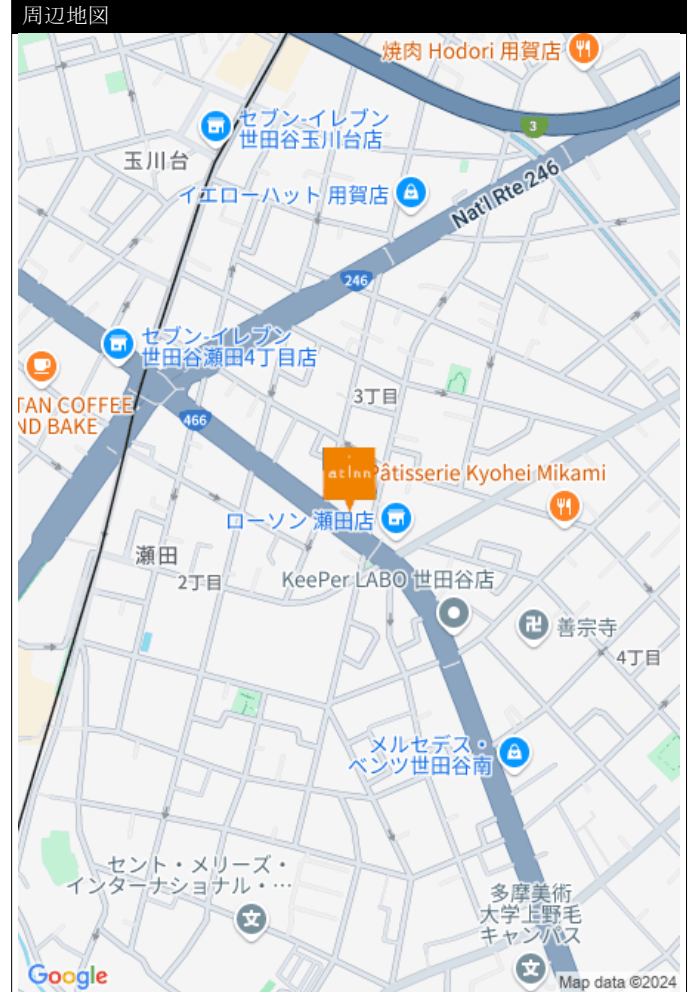 周辺地図
焼肉 Hodori 用賀店
セブン-イレブン
世田谷玉川台店
3
玉川台
イエローハット 用賀店
Nat'l Rte 246
246
セブン-イレブン
世田谷瀬田4丁目店
TAN COFFEE
ND BAKE
3丁目
466
at Inn
Pâtisserie Kyohei Mikami
ローソン 瀬田店
瀬田
2丁目
KeePer LABO 世田谷店
卍 善宗寺
4丁目
メルセデス・
ベンツ世田谷南
セント・メリーズ・
インターナショナル・…
文
多摩美術
大学上野毛
キャンパス
文
Google
Map data ©2024